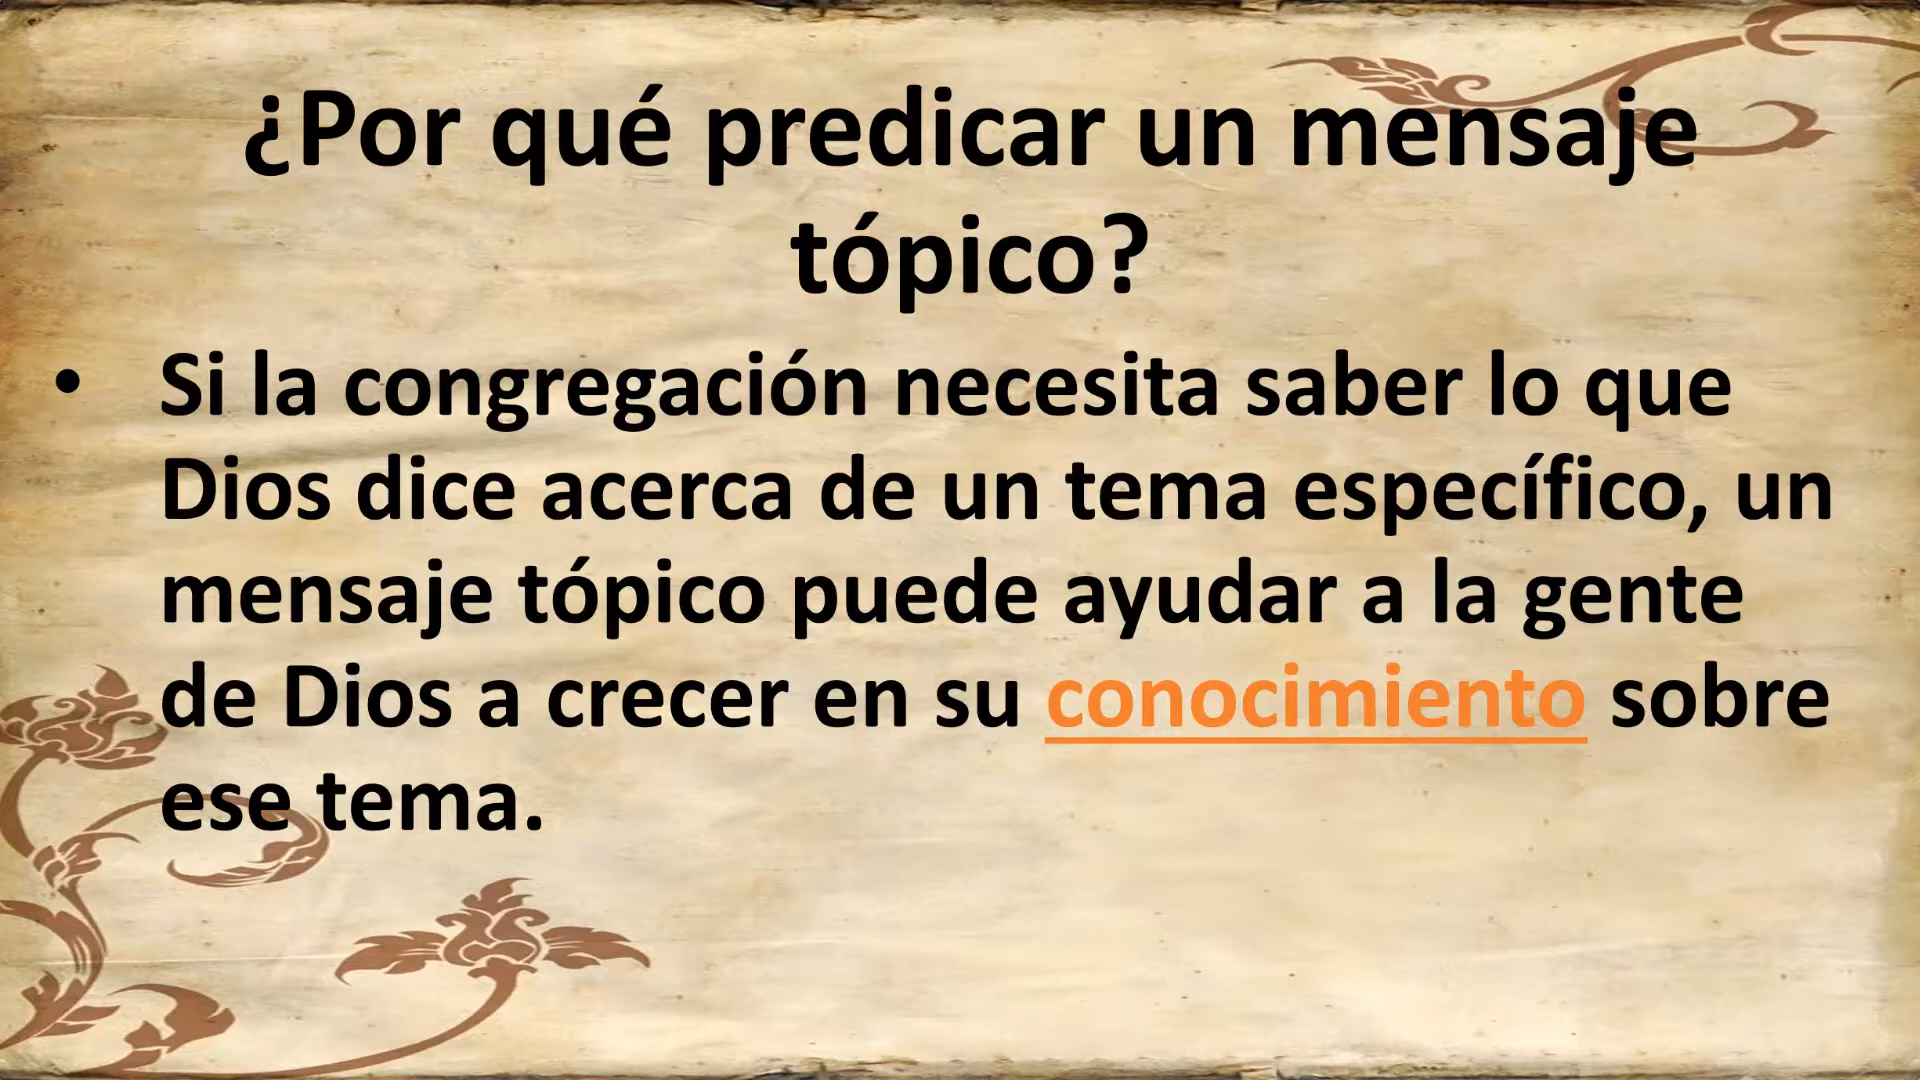 ¿Por qué predicar un mensaje
tópico?
• Si la congregación necesita saber lo que
Dios dice acerca de un tema específico, un
mensaje tópico puede ayudar a la gente
de Dios a crecer en su conocimiento sobre
ese tema.